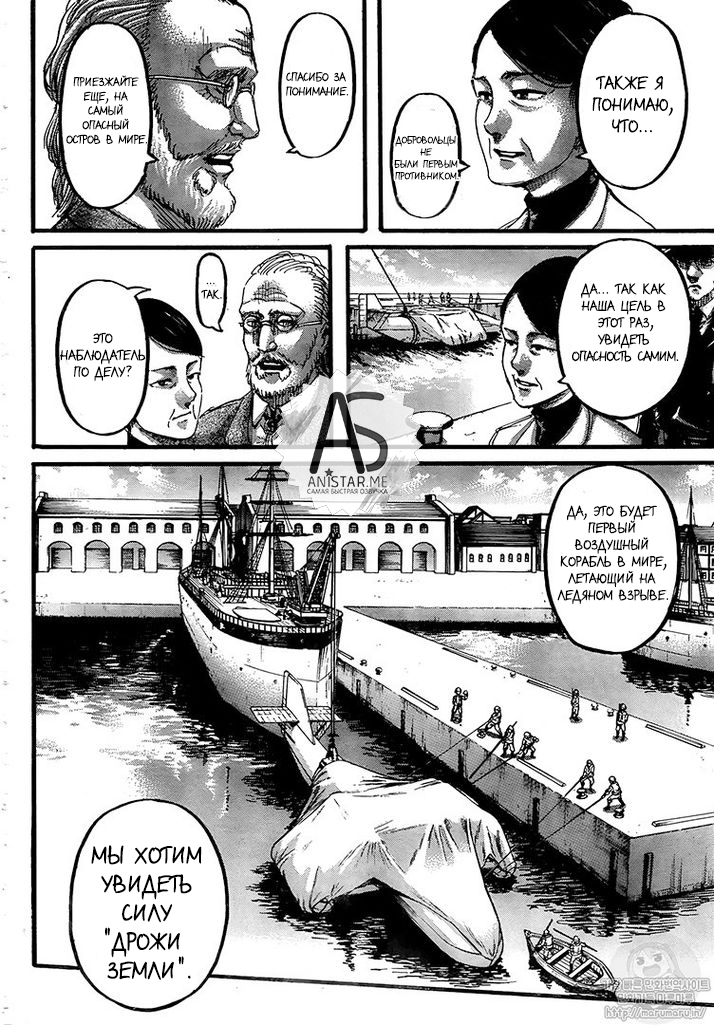 ТАКЖЕ Я
ПОНИМАЮ,
ЧТО...
ДОБРОВОЛЬЦЫ
НЕ
БЫЛИ ПЕРВЫМ
ПРОТИВНИКОМ.
СПАСИБО ЗА
ПОНИМАНИЕ.
ПРИЕЗЖАЙТЕ
ЕЩЕ, НА
САМЫЙ
ОПАСНЫЙ
ОСТРОВ В МИРЕ.
ДА... ТАК КАК
НАША ЦЕЛЬ В
ЭТОТ РАЗ,
УВИДЕТЬ
ОПАСНОСТЬ САМИМ.
...
ТАК.
ЭТО
НАБЛЮДАТЕЛЬ
ПО ДЕЛУ?
AS
ANISTAR.ME
САМАЯ БЫСТРАЯ ОЗВУЧКА
ДА, ЭТО БУДЕТ
ПЕРВЫЙ
ВОЗДУШНЫЙ
КОРАБЛЬ В МИРЕ,
ЛЕТАЮЩИЙ НА
ЛЕДЯНОМ ВЗРЫВЕ.
МЫ ХОТИМ
УВИДЕТЬ
СИЛУ
"ДРОЖИ
ЗЕМЛИ".
http://marumaru.in/